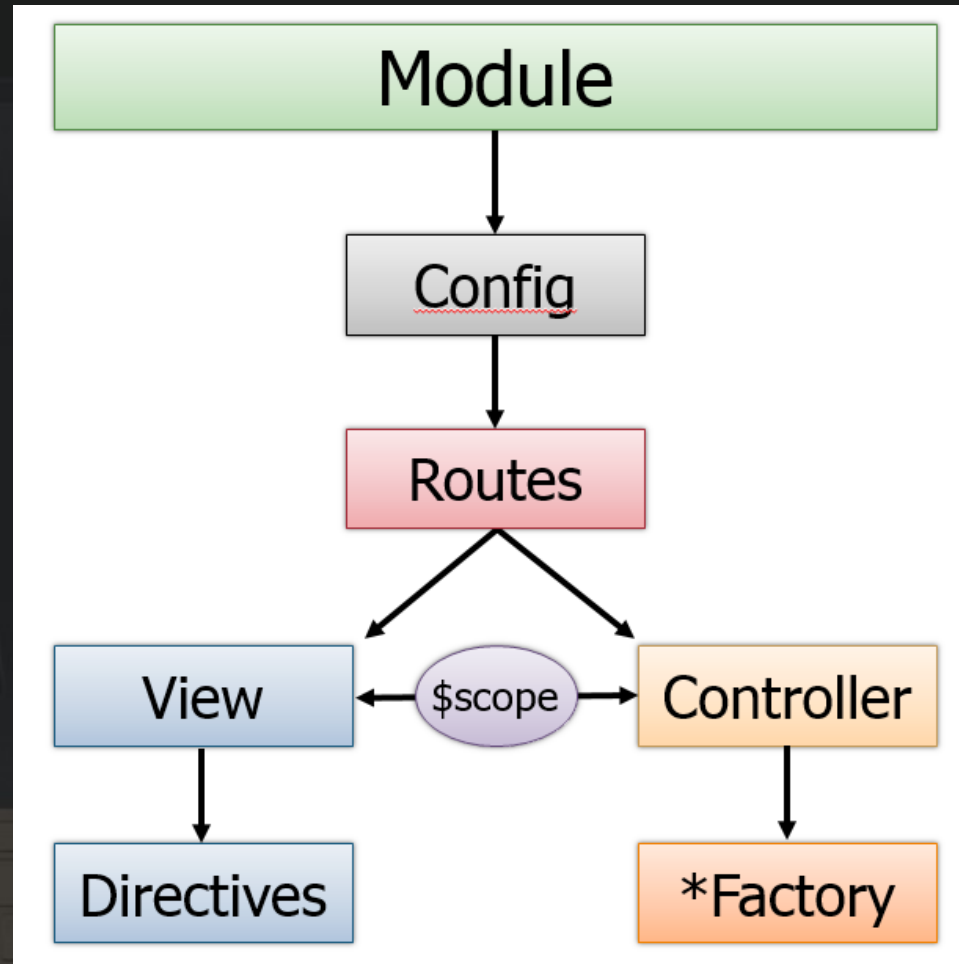 Module
Config
Routes
View
$scope
Controller
Directives
*Factory